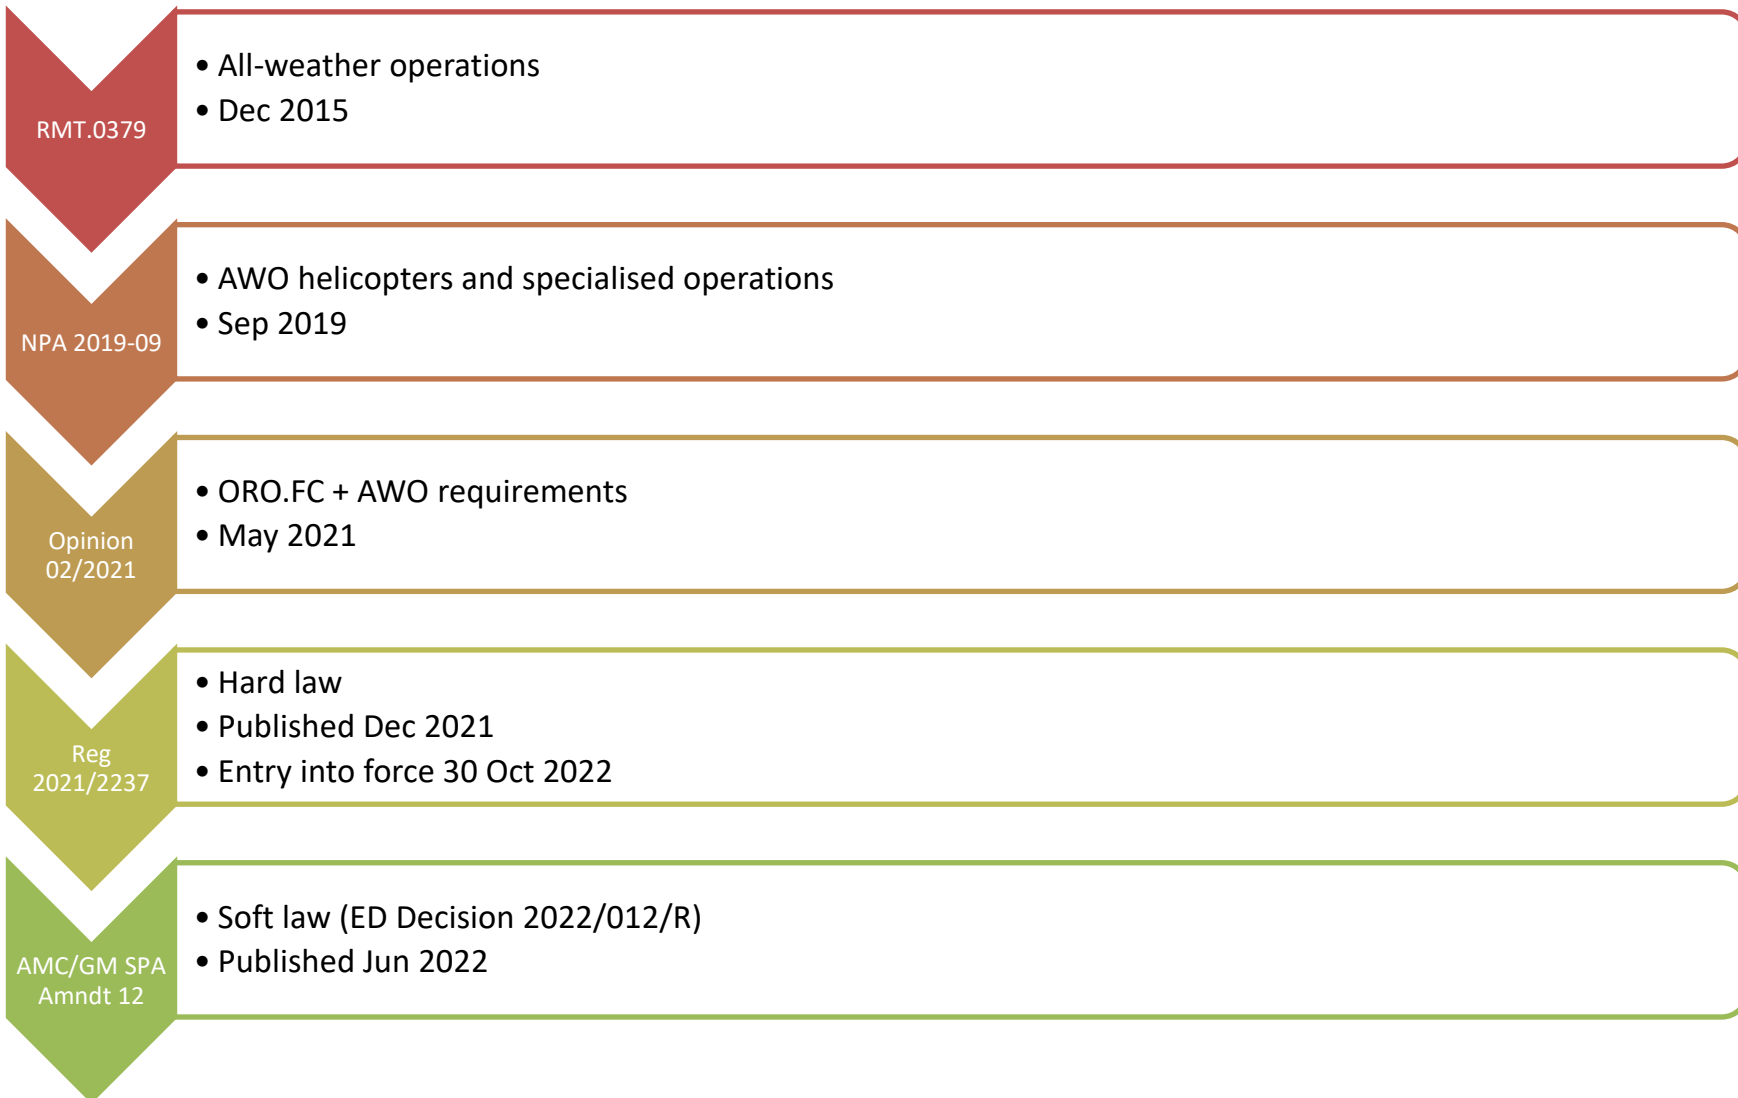 RMT.0379
• All-weather operations
• Dec 2015
NPA 2019-09
• AWO helicopters and specialised operations
• Sep 2019
Opinion
02/2021
• ORO.FC + AWO requirements
• May 2021
Reg
2021/2237
• Hard law
• Published Dec 2021
• Entry into force 30 Oct 2022
AMC/GM SPA
Amndt 12
• Soft law (ED Decision 2022/012/R)
• Published Jun 2022